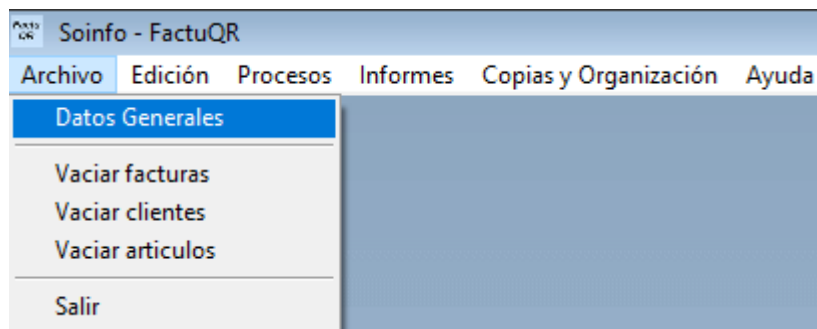 Soinfo - FactuQR
Archivo Edición Procesos Informes Copias y Organización Ayuda
Datos Generales
Vaciar facturas
Vaciar clientes
Vaciar articulos
Salir